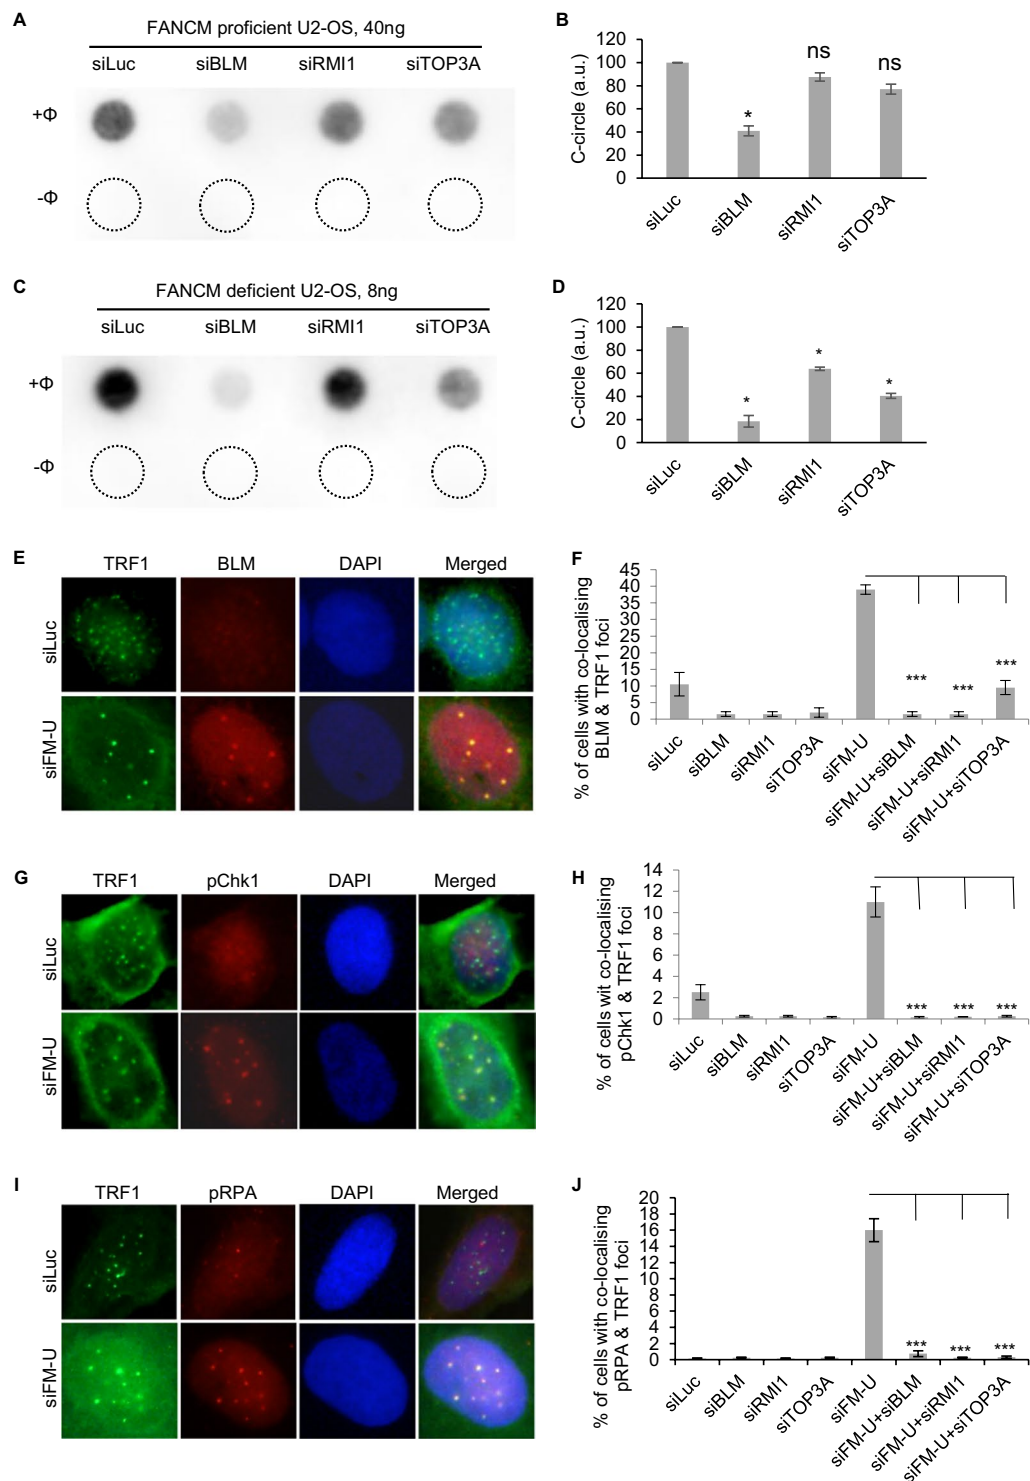 A
FANCM proficient U2-OS, 40ng
siLuc siBLM siRMI1 siTOP3A
+Φ
-Φ
B
C-circle (a.u.)
120
100
80
60
40
20
0
* ns ns
siLuc siBLM siRMI1 siTOP3A
C
FANCM deficient U2-OS, 8ng
siLuc siBLM siRMI1 siTOP3A
+Φ
-Φ
D
C-circle (a.u.)
120
100
80
60
40
20
0
* * *
siLuc siBLM siRMI1 siTOP3A
E
TRF1 BLM DAPI Merged
siLuc
siFM-U
F
% of cells with co-localising
BLM & TRF1 foci
45
40
35
30
25
20
15
10
5
0
*** *** ***
siLuc siBLM siRMI1 siTOP3A siFM-U siFM-U+siBLM siFM-U+siRMI1 siFM-U+siTOP3A
G
TRF1 pChk1 DAPI Merged
siLuc
siFM-U
H
% of cells wit co-localising
pChk1 & TRF1 foci
14
12
10
8
6
4
2
0
*** *** ***
siLuc siBLM siRMI1 siTOP3A siFM-U siFM-U+siBLM siFM-U+siRMI1 siFM-U+siTOP3A
I
TRF1 pRPA DAPI Merged
siLuc
siFM-U
J
% of cells with co-localising
pRPA & TRF1 foci
20
18
16
14
12
10
8
6
4
2
0
*** *** ***
siLuc siBLM siRMI1 siTOP3A siFM-U siFM-U+siBLM siFM-U+siRMI1 siFM-U+siTOP3A